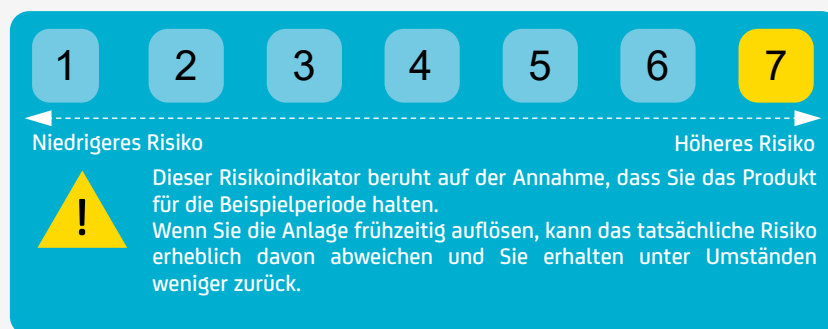 1 2 3 4 5 6 7
Niedrigeres Risiko Höheres Risiko
!
Dieser Risikoindikator beruht auf der Annahme, dass Sie das Produkt
für die Beispielperiode halten.
Wenn Sie die Anlage frühzeitig auflösen, kann das tatsächliche Risiko
erheblich davon abweichen und Sie erhalten unter Umständen
weniger zurück.